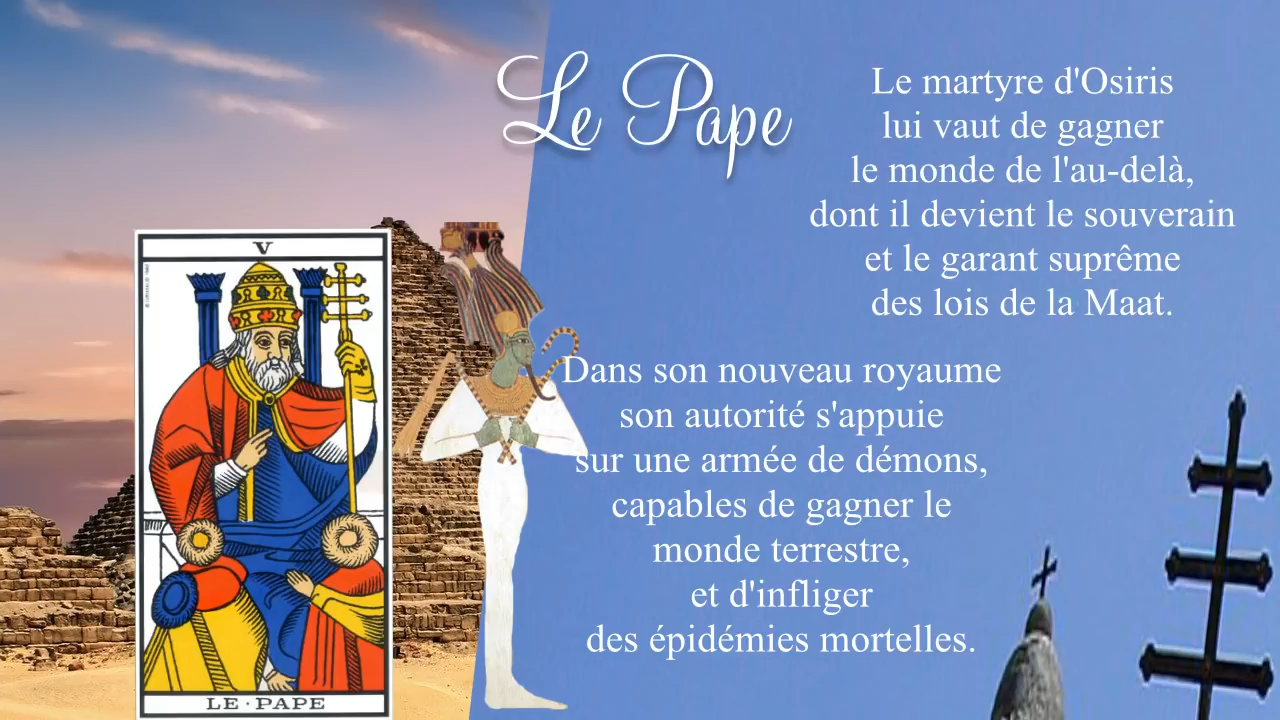 Le Pape
Le martyre d'Osiris
lui vaut de gagner
le monde de l'au-delà,
dont il devient le souverain
et le garant suprême
des lois de la Maat.
Dans son nouveau royaume
son autorité s'appuie
sur une armée de démons,
capables de gagner le
monde terrestre,
et d'infliger
des épidémies mortelles.
V
LE·PAPE